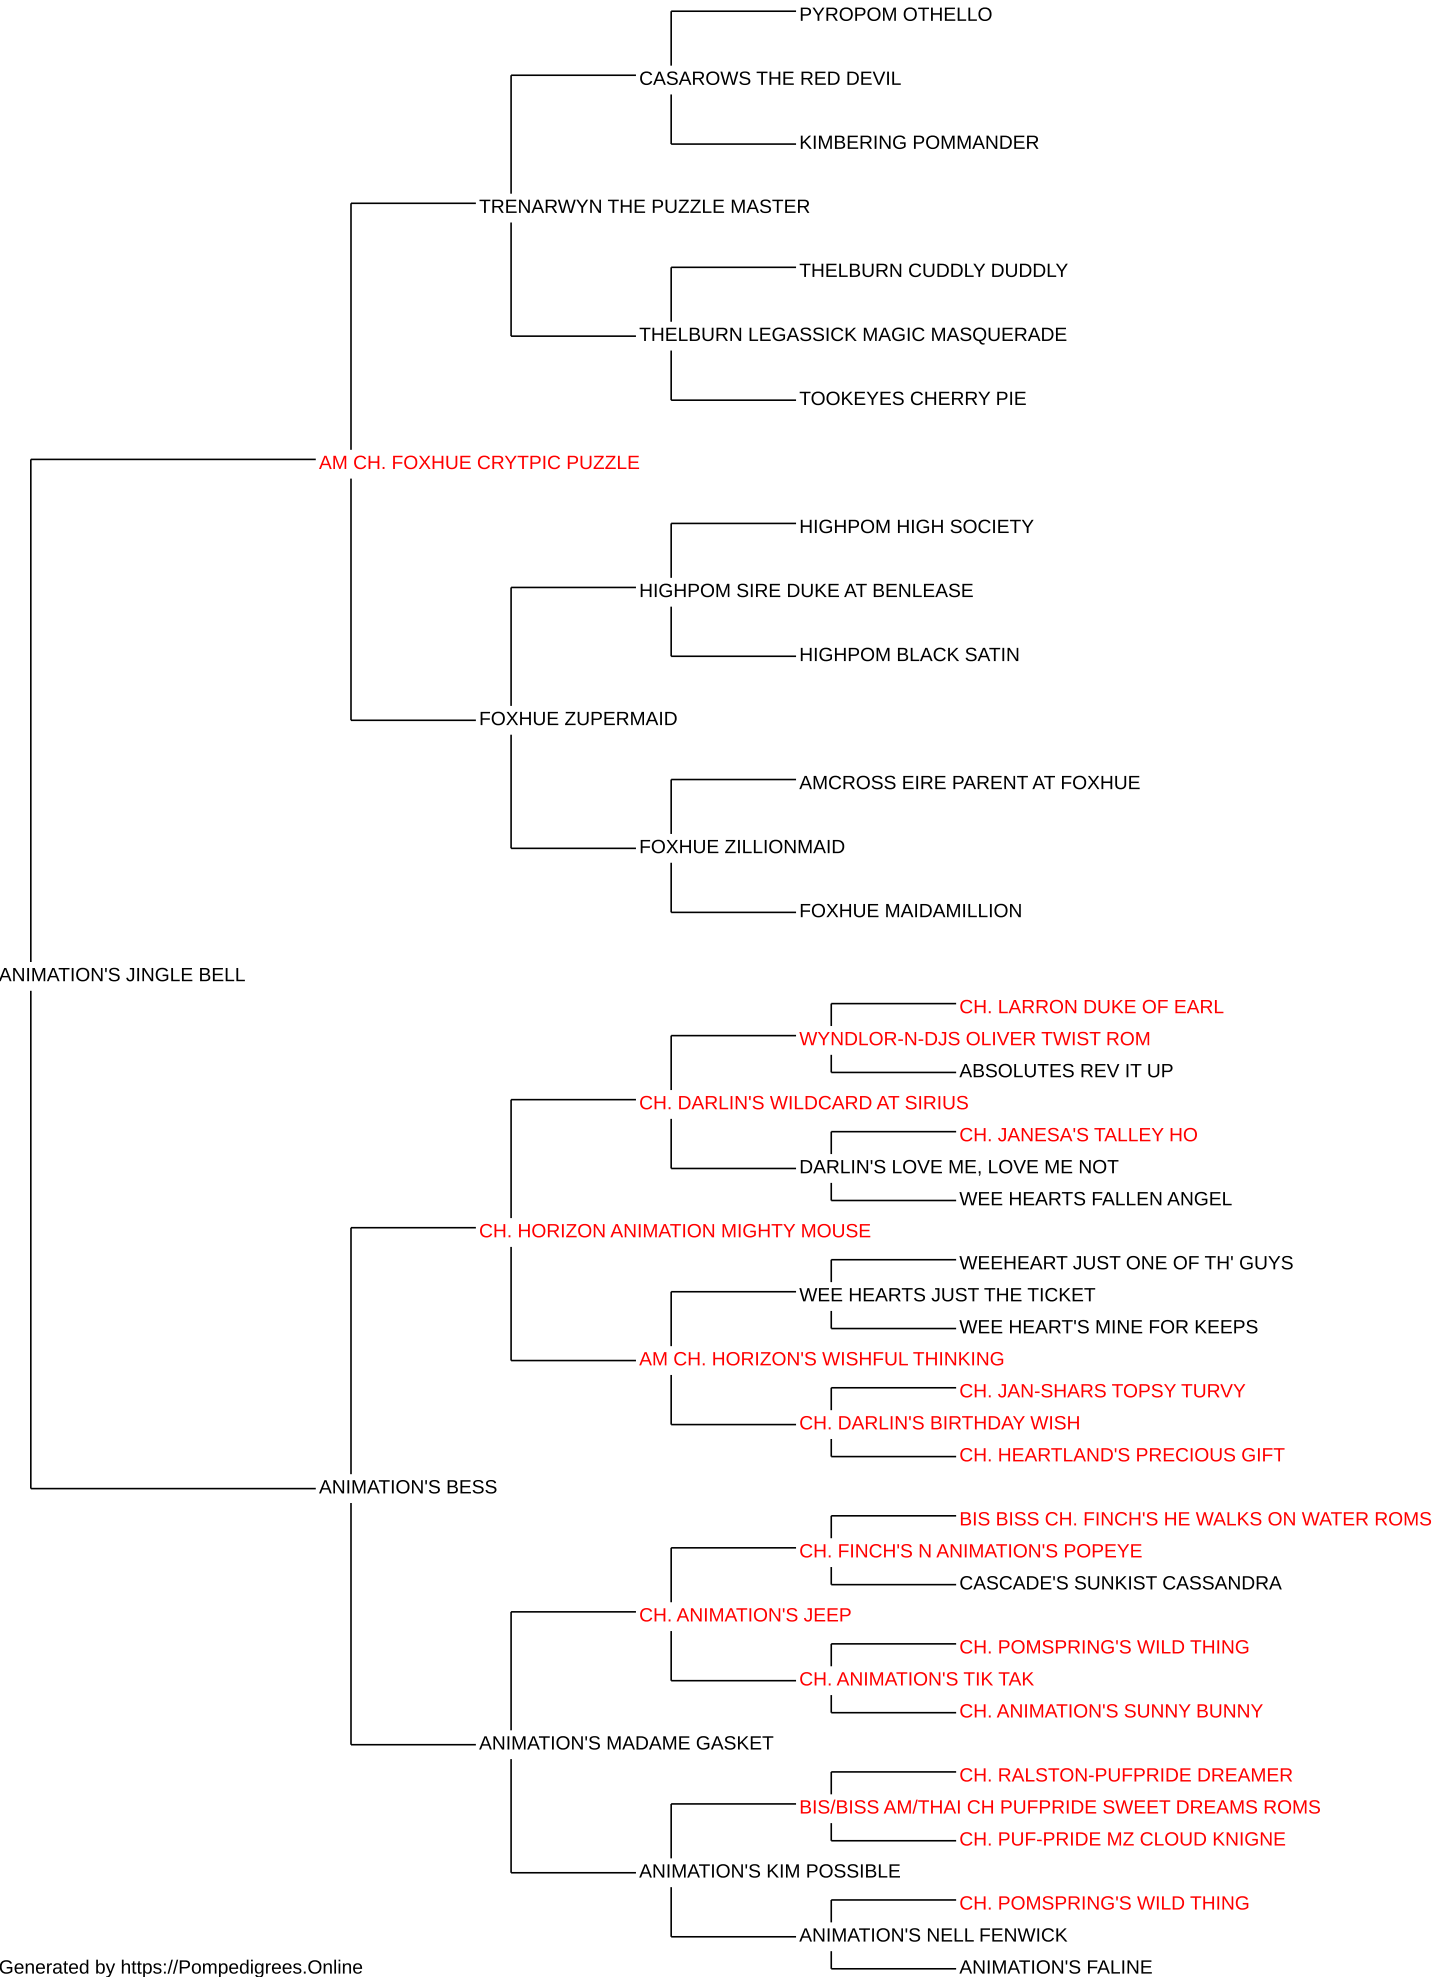 PYROPOM OTHELLO
CASAROWS THE RED DEVIL
KIMBERING POMMANDER
TRENARWYN THE PUZZLE MASTER
THELBURN CUDDLY DUDDLY
THELBURN LEGASSICK MAGIC MASQUERADE
TOOKEYES CHERRY PIE
AM CH. FOXHUE CRYTPIC PUZZLE
HIGHPOM HIGH SOCIETY
HIGHPOM SIRE DUKE AT BENLEASE
HIGHPOM BLACK SATIN
FOXHUE ZUPERMAID
AMCROSS EIRE PARENT AT FOXHUE
FOXHUE ZILLIONMAID
FOXHUE MAIDAMILLION
ANIMATION'S JINGLE BELL
CH. LARRON DUKE OF EARL
WYNDLOR-N-DJS OLIVER TWIST ROM
ABSOLUTES REV IT UP
CH. DARLIN'S WILDCARD AT SIRIUS
CH. JANESA'S TALLEY HO
DARLIN'S LOVE ME, LOVE ME NOT
WEE HEARTS FALLEN ANGEL
CH. HORIZON ANIMATION MIGHTY MOUSE
WEEHEART JUST ONE OF TH' GUYS
WEE HEARTS JUST THE TICKET
WEE HEART'S MINE FOR KEEPS
AM CH. HORIZON'S WISHFUL THINKING
CH. JAN-SHARS TOPSY TURVY
CH. DARLIN'S BIRTHDAY WISH
CH. HEARTLAND'S PRECIOUS GIFT
ANIMATION'S BESS
BIS BISS CH. FINCH'S HE WALKS ON WATER ROMS
CH. FINCH'S N ANIMATION'S POPEYE
CASCADE'S SUNKIST CASSANDRA
CH. ANIMATION'S JEEP
CH. POMSPRING'S WILD THING
CH. ANIMATION'S TIK TAK
CH. ANIMATION'S SUNNY BUNNY
ANIMATION'S MADAME GASKET
CH. RALSTON-PUFPRIDE DREAMER
BIS/BISS AM/THAI CH PUFPRIDE SWEET DREAMS ROMS
CH. PUF-PRIDE MZ CLOUD KNIGNE
ANIMATION'S KIM POSSIBLE
CH. POMSPRING'S WILD THING
ANIMATION'S NELL FENWICK
ANIMATION'S FALINE
Generated by https://Pompedigrees.Online